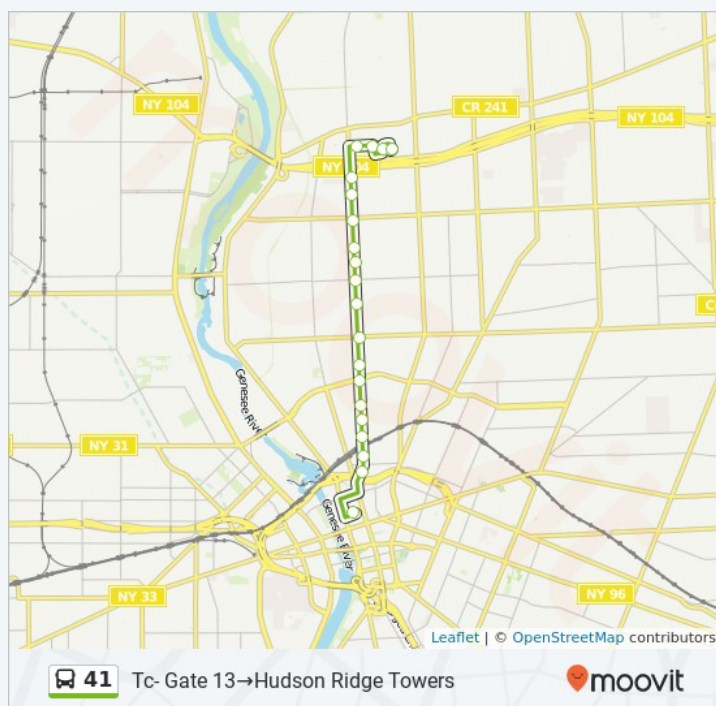 NY 104
CR 241
NY 104
NY 104
Genesee River
NY 31
Genesee River
NY 33
NY 96
Leaflet | © OpenStreetMap contributors
41 Tc- Gate 13→Hudson Ridge Towers
moovit